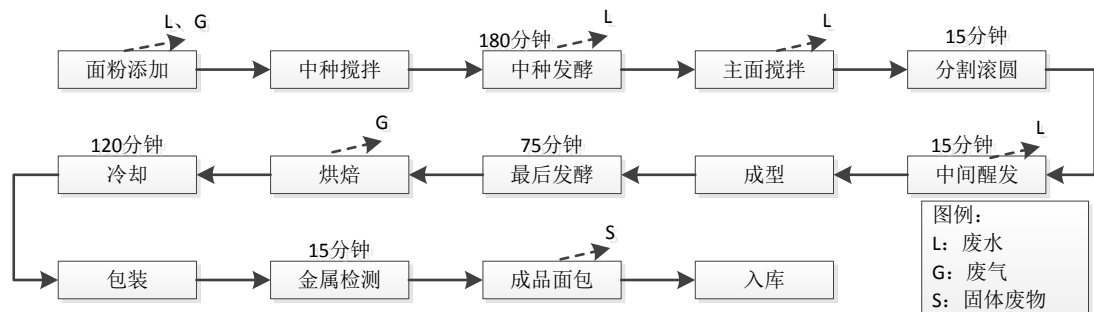 L、G
面粉添加
中种搅拌
180分钟
L
中种发酵
L
主面搅拌
15分钟
分割滚圆
15分钟
L
中间醒发
成型
75分钟
最后发酵
G
烘焙
120分钟
冷却
包装
15分钟
金属检测
S
成品面包
入库
图例：
L：废水
G：废气
S：固体废物